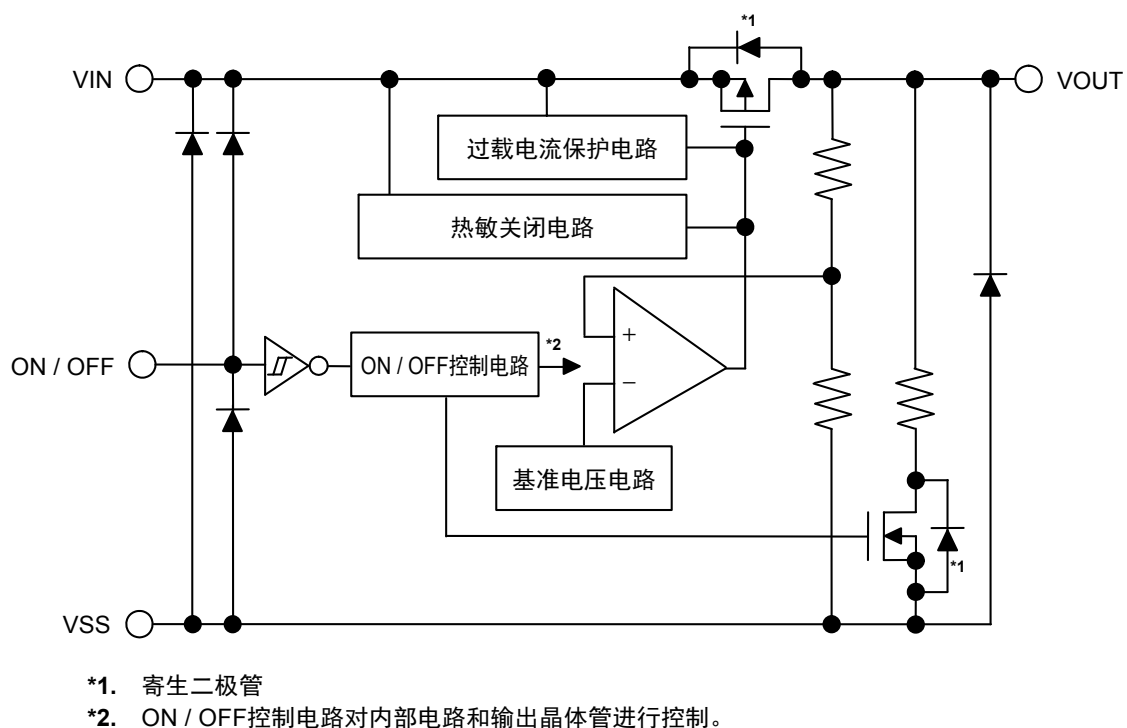 *1
VIN
VOUT
过载电流保护电路
热敏关闭电路
ON / OFF
ON / OFF控制电路
*2
+
−
基准电压电路
*1
VSS
*1. 寄生二极管
*2. ON / OFF控制电路对内部电路和输出晶体管进行控制。